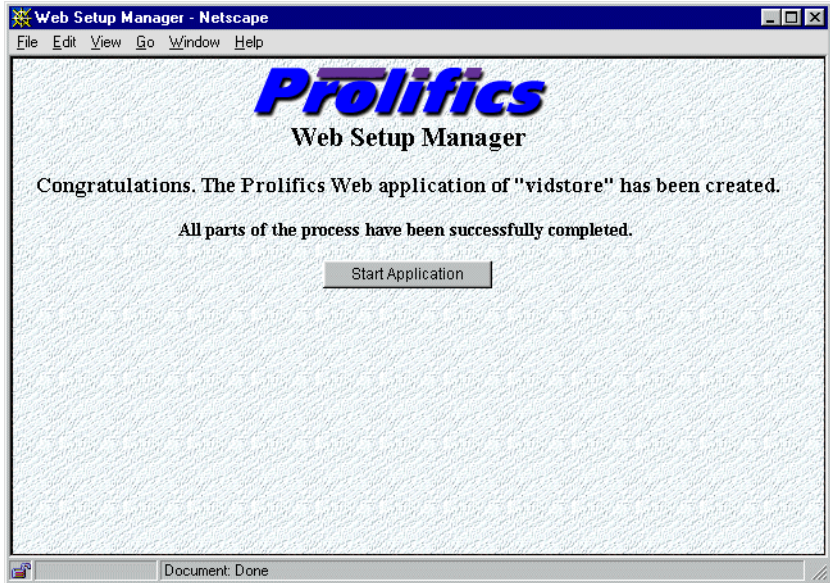 Web Setup Manager - Netscape
File Edit View Go Window Help
Prolifics
Web Setup Manager
Congratulations. The Prolifics Web application of "vidstore" has been created.
All parts of the process have been successfully completed.
Start Application
Document: Done